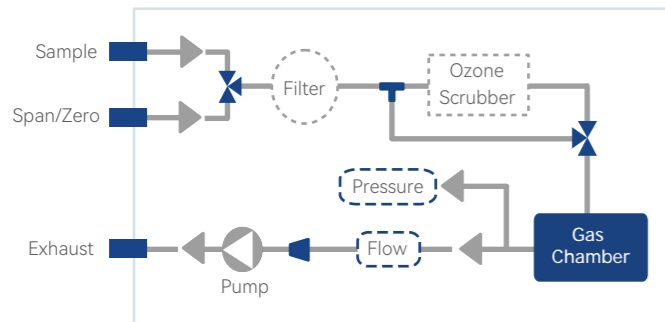 Sample
Span/Zero
Filter
Ozone
Scrubber
Pressure
Exhaust
Pump
Flow
Gas
Chamber